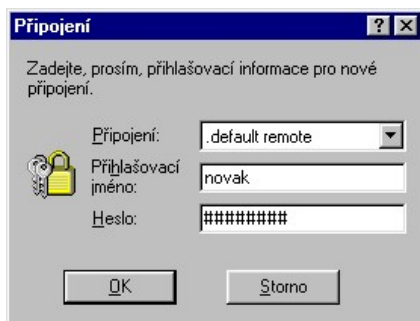 Připojení
Zadejte, prosím, přihlašovací informace pro nové
připojení.
Připojení: .default remote
Přihlašovací
jméno: novak
Heslo: ########
OK Storno